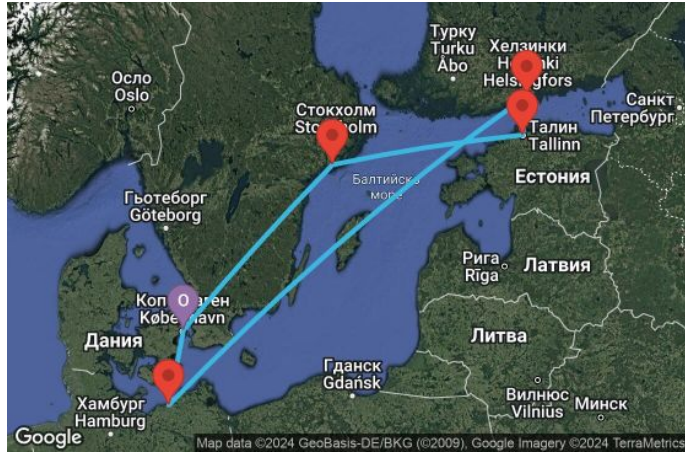 Турку
Turku
Åbo
Хелзинки
Helsinki
Helsingfors
Осло
Oslo
Санкт
Петербург
Стокхолм
Stockholm
Талин
Tallinn
Балтийско
море
Естония
Гьотеборг
Göteborg
Рига
Rīga
Латвия
O
København
Дания
Литва
Гданск
Gdańsk
Хамбург
Hamburg
Вилнюс
Vilnius
Минск
Google
Map data ©2024 GeoBasis-DE/BKG (©2009), Google Imagery ©2024 TerraMetrics